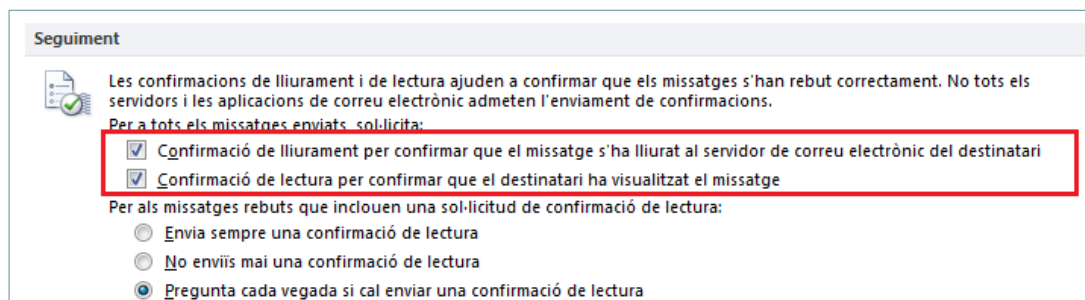 Seguiment
Les confirmacions de lliurament i de lectura ajuden a confirmar que els missatges s'han rebut correctament. No tots els
servidors i les aplicacions de correu electrònic admeten l'enviament de confirmacions.
Per a tots els missatges enviats, sol·licita:
Confirmació de lliurament per confirmar que el missatge s'ha lliurat al servidor de correu electrònic del destinatari
Confirmació de lectura per confirmar que el destinatari ha visualitzat el missatge
Per als missatges rebuts que inclouen una sol·licitud de confirmació de lectura:
Envia sempre una confirmació de lectura
No enviïs mai una confirmació de lectura
Pregunta cada vegada si cal enviar una confirmació de lectura